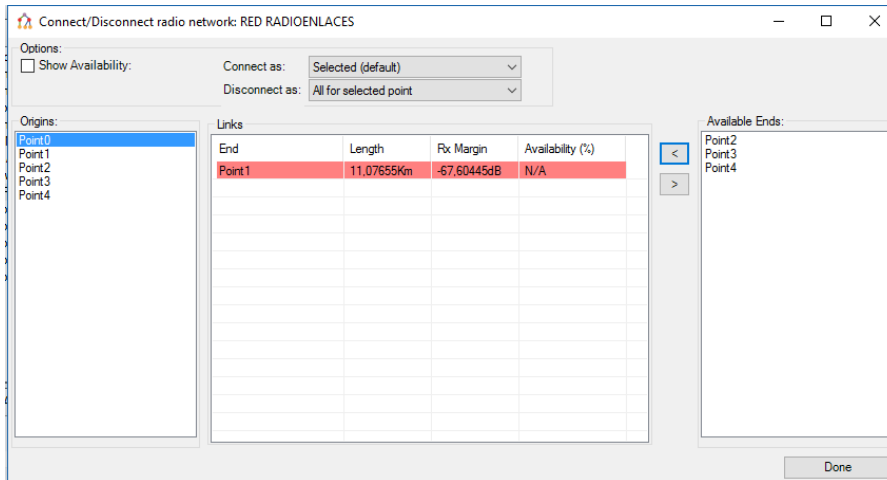 Connect/Disconnect radio network: RED RADIOENLACES
Options:
Show Availability:
Connect as: Selected (default)
Disconnect as: All for selected point
Origins:
Point0
Point1
Point2
Point3
Point4
Links
End Length Rx Margin Availability (%)
Point1 11,07655Km -67,60445dB N/A
<
>
Available Ends:
Point2
Point3
Point4
Done